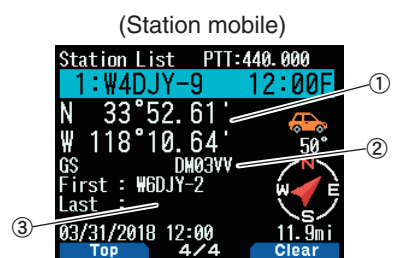 (Station mobile)
Station List PTT:440.000
1:W4DJY-9 12:00F
N 33°52.61'
W 118°10.64'
50°
GS DM03VV
First : W6DJY-2
Last :
N
W E
S
03/31/2018 12:00 11.9mi
Top 4/4 Clear
①
②
③